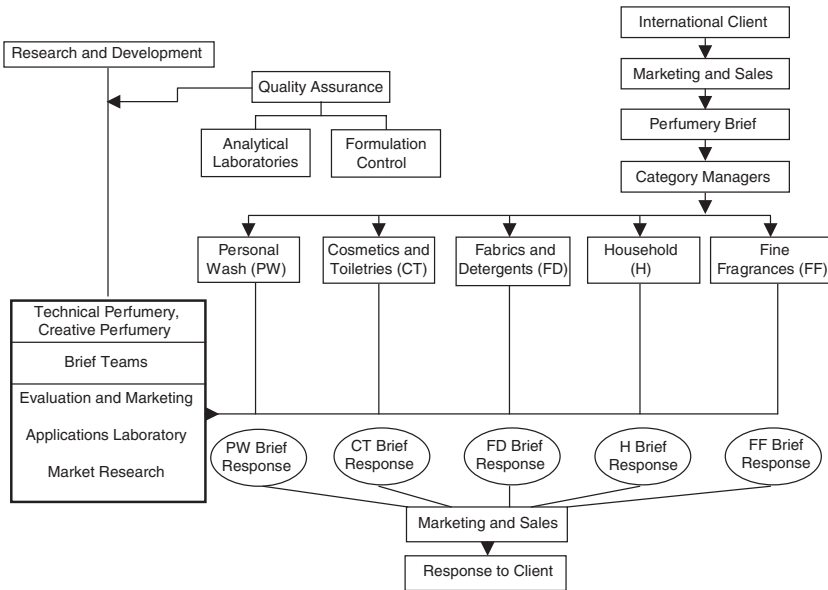 International Client
Research and Development
Marketing and Sales
Quality Assurance
Perfumery Brief
Analytical
Laboratories
Formulation
Control
Category Managers
Personal
Wash (PW)
Cosmetics and
Toiletries (CT)
Fabrics and
Detergents (FD)
Household
(H)
Fine
Fragrances (FF)
Technical Perfumery,
Creative Perfumery
Brief Teams
Evaluation and Marketing
Applications Laboratory
Market Research
PW Brief
Response
CT Brief
Response
FD Brief
Response
H Brief
Response
FF Brief
Response
Marketing and Sales
Response to Client